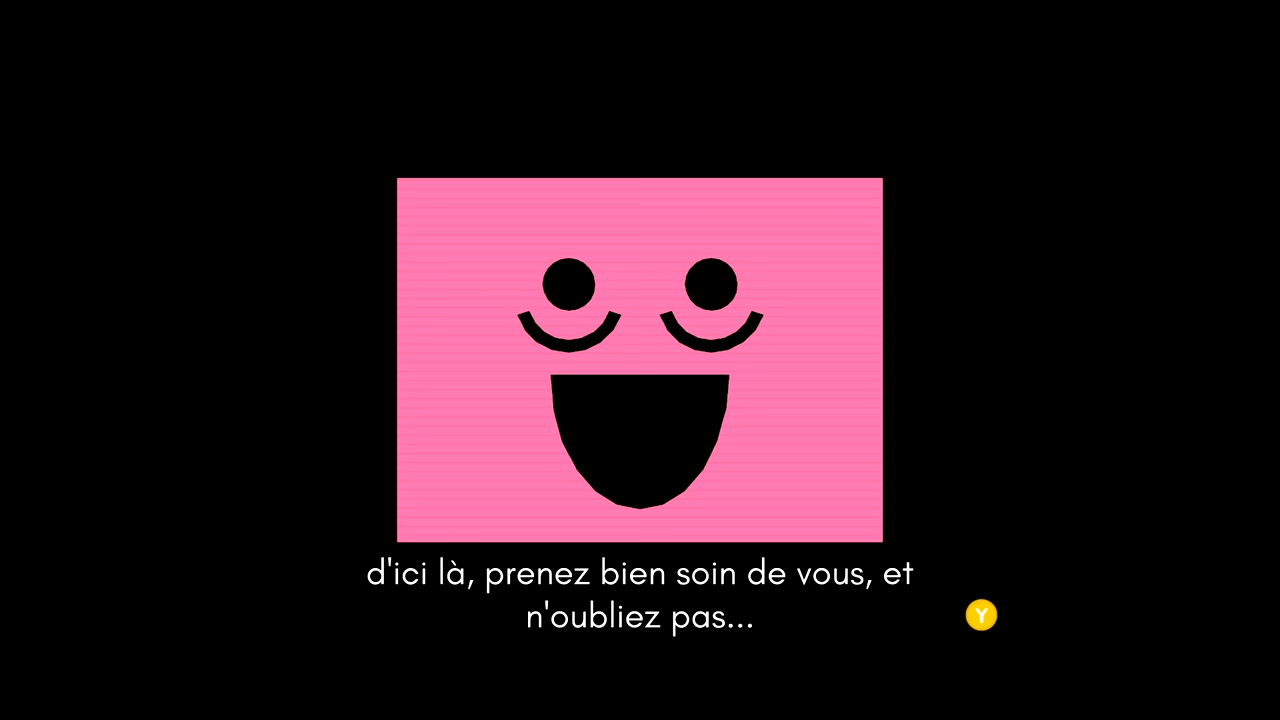 d'ici là, prenez bien soin de vous, et
n'oubliez pas...
Y